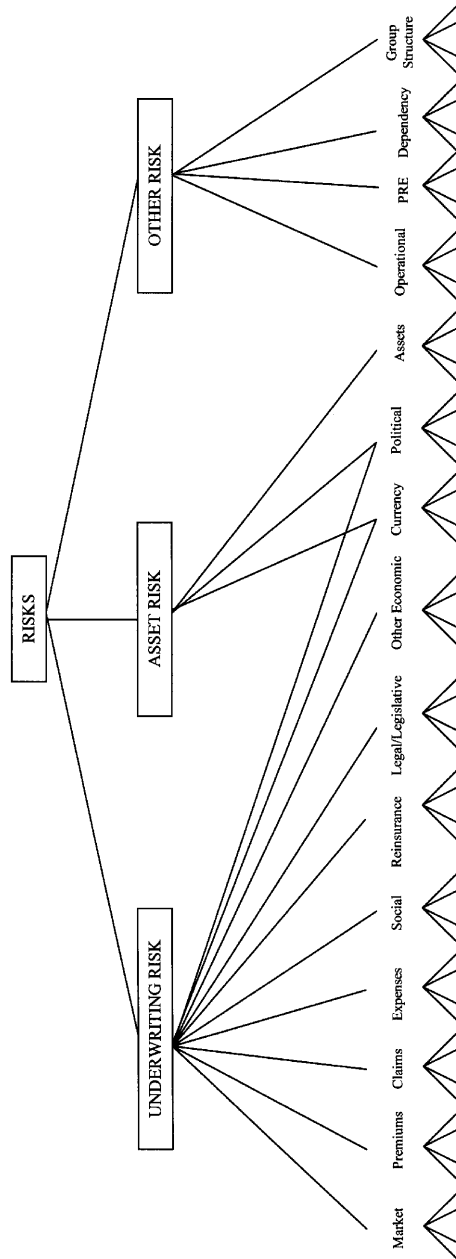 RISKS
UNDERWRITING RISK
ASSET RISK
OTHER RISK
Market
Premiums
Claims
Expenses
Social
Reinsurance
Legal/Legislative
Other Economic
Currency
Political
Assets
Operational
PRE
Dependency
Group
Structure